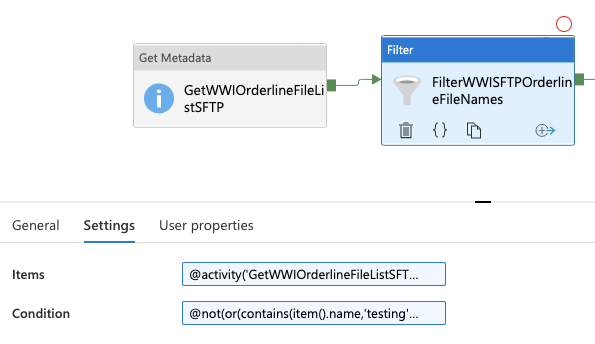 Get Metadata
GetWWIOrderlineFileLi
stSFTP
Filter
FilterWWISFTPOrderlin
eFileNames
{}
General Settings User properties
Items @activity('GetWWIOrderlineFileListSFT...
Condition @not(or(contains(item().name,'testing'...